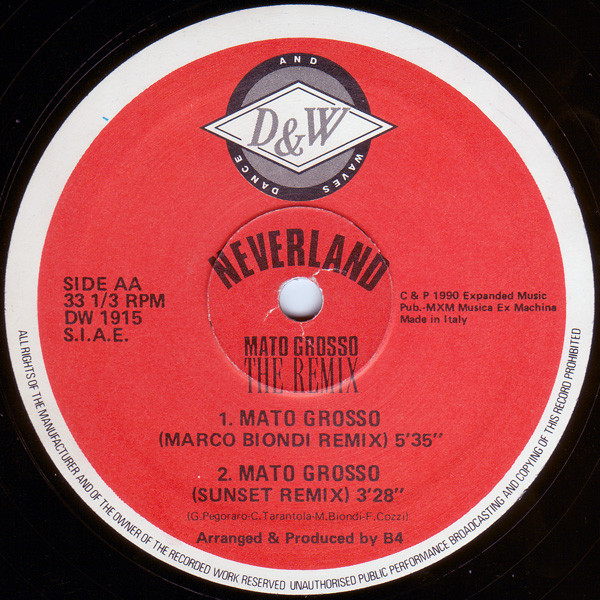 AND
D&W
DANCE
WAVES
NEVERLAND
SIDE AA
33 1/3 RPM
DW 1915
S.I.A.E.
C & P 1990 Expanded Music
Pub.-MXM Musica Ex Machina
Made in Italy
MATO GROSSO
THE REMIX
1. MATO GROSSO
(MARCO BIONDI REMIX) 5'35"
2. MATO GROSSO
(SUNSET REMIX) 3'28"
(G.Pegoraro-C.Tarantola-M.Biondi-F.Cozzi)
Arranged & Produced by B4
ALL RIGHTS OF THE MANUFACTURER AND OF THE OWNER OF THE RECORDED WORK RESERVED UNAUTHORISED PUBLIC PERFORMANCE BROADCASTING AND COPYING OF THIS RECORD PROHIBITED